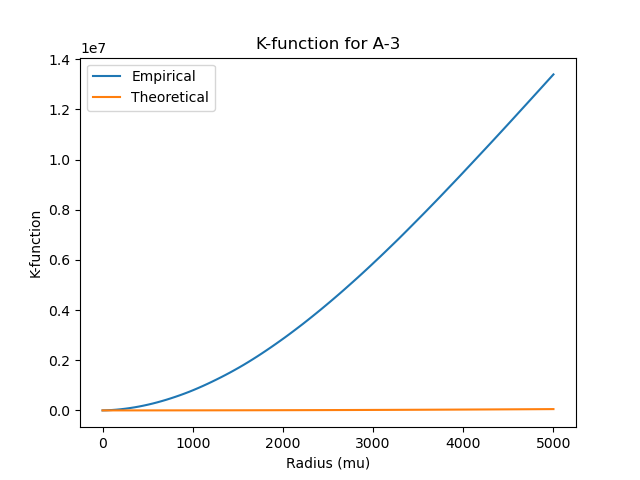 K-function for A-3
1e7
Empirical
Theoretical
1.4
1.2
1.0
0.8
0.6
0.4
0.2
0.0
K-function
0
1000
2000
3000
4000
5000
Radius (mu)